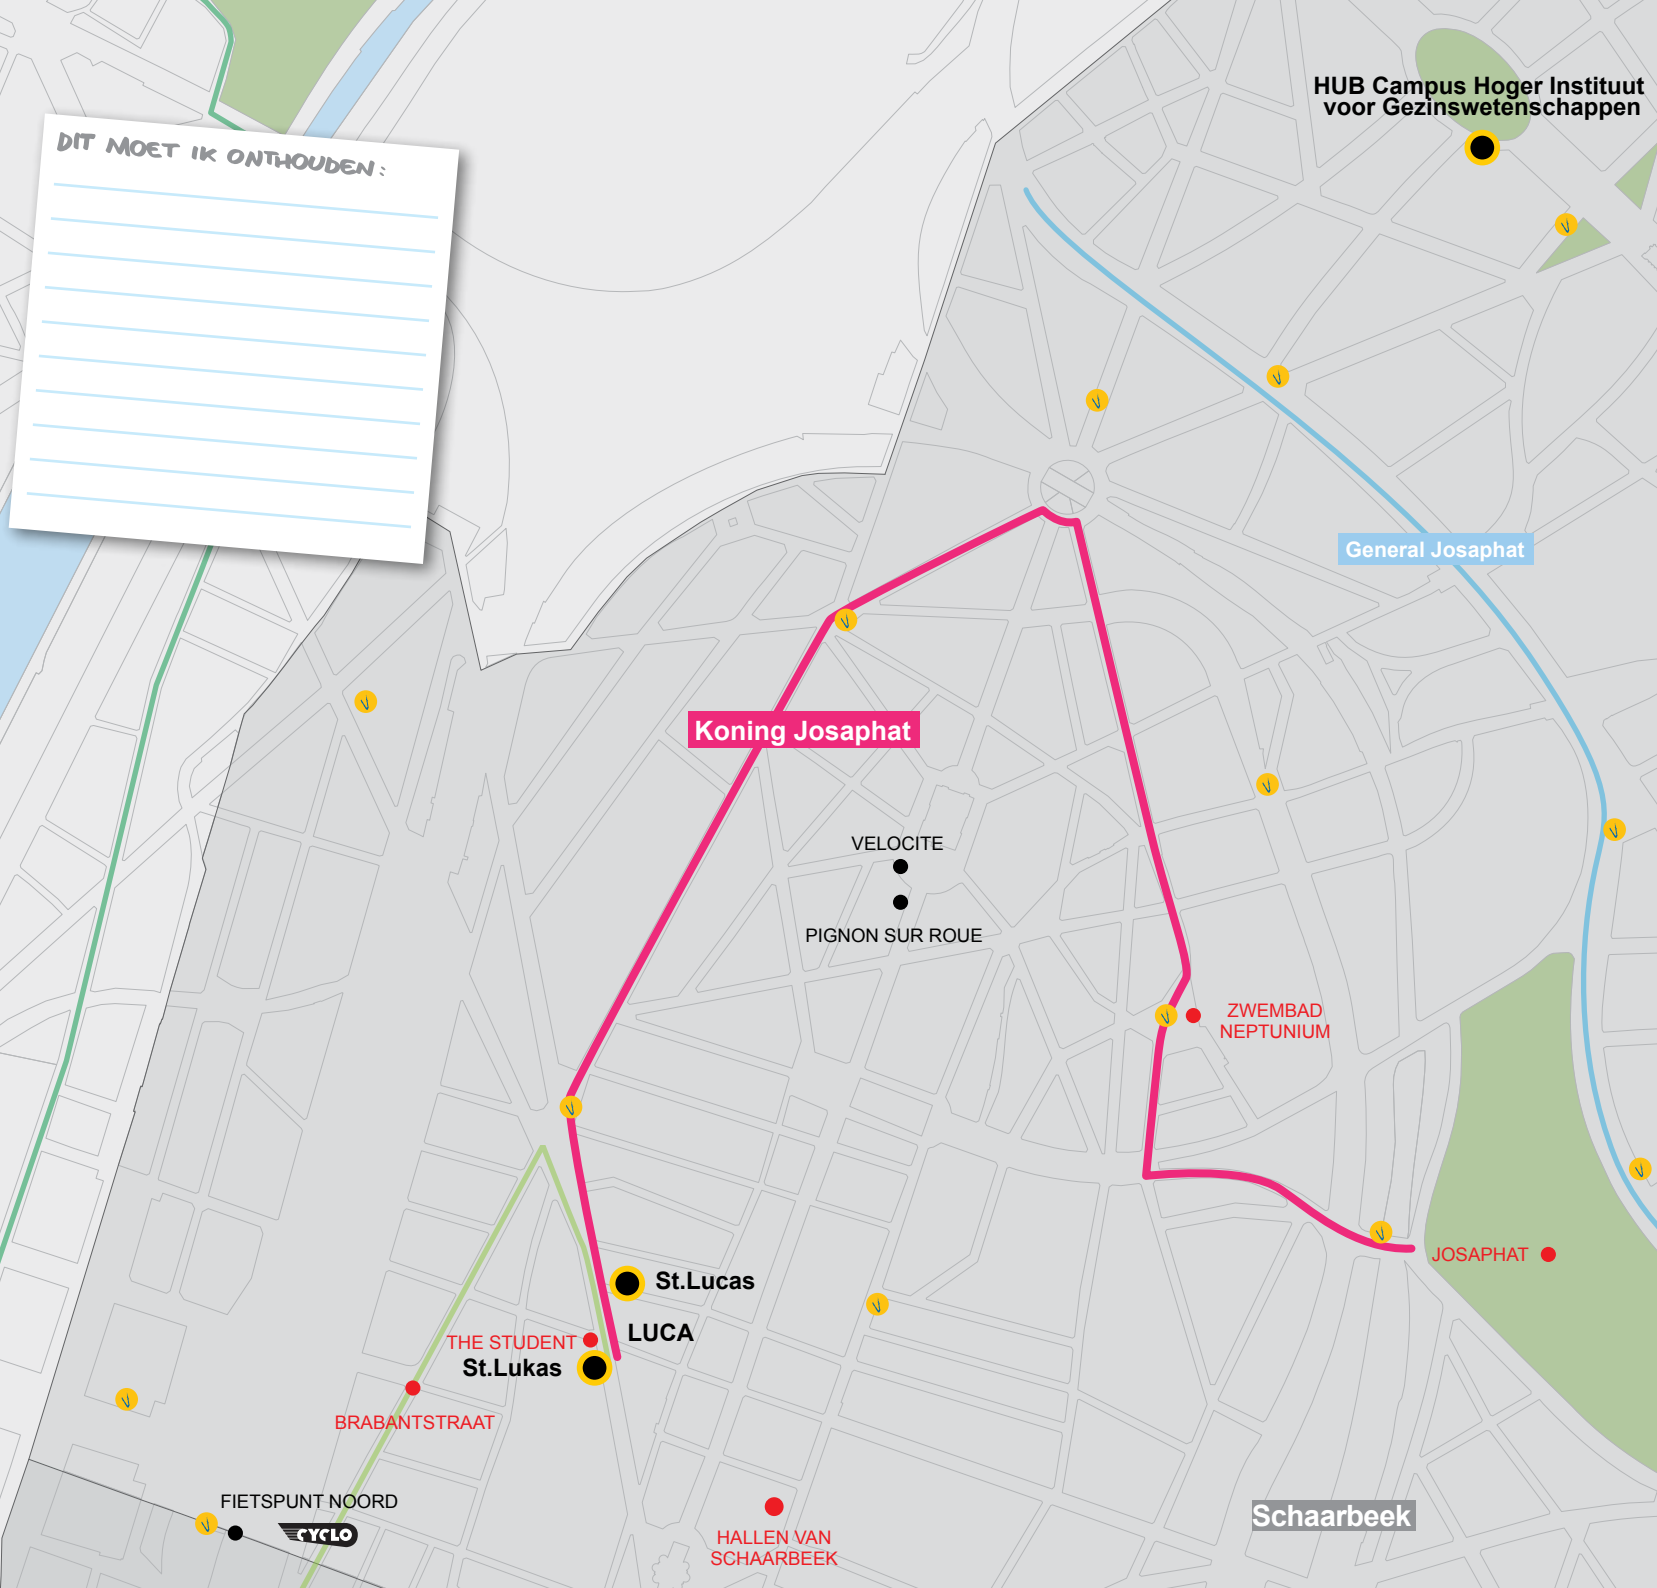 HUB Campus Hoger Instituut
voor Gezinswetenschappen
DIT MOET IK ONTHOUDEN:
General Josaphat
Koning Josaphat
VELOCITE
PIGNON SUR ROUE
ZWEMBAD
NEPTUNIUM
JOSAPHAT
St.Lucas
LUCA
THE STUDENT
St.Lukas
BRABANTSTRAAT
FIETSPUNT NOORD
CYCLO
HALLEN VAN
SCHAARBEEK
Schaarbeek